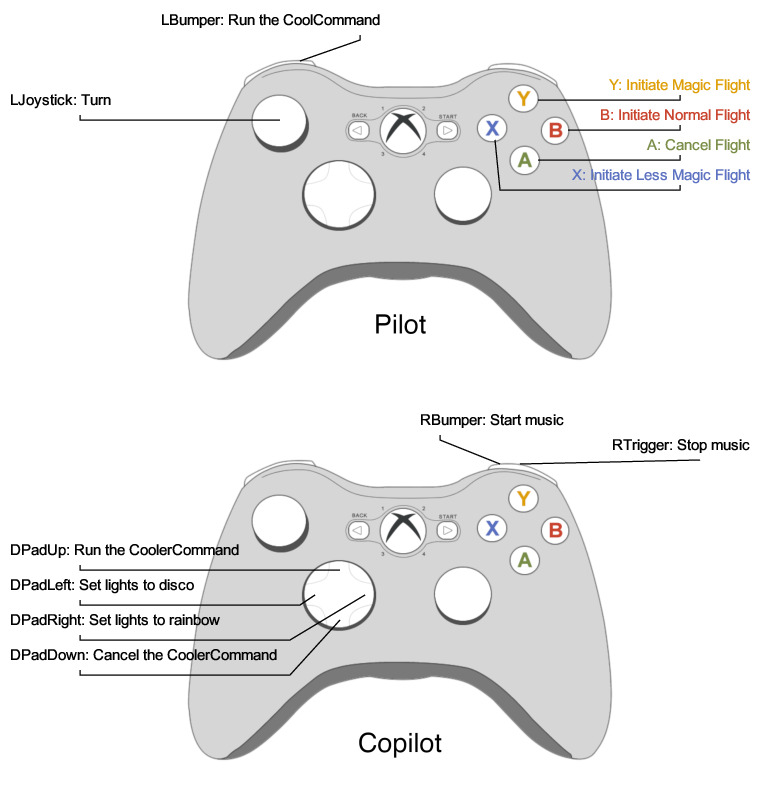 LBumper: Run the CoolCommand
LJoystick: Turn
Y: Initiate Magic Flight
B: Initiate Normal Flight
A: Cancel Flight
X: Initiate Less Magic Flight
Y
X
B
A
BACK
START
1
2
3
4
Pilot
RBumper: Start music
RTrigger: Stop music
DPadUp: Run the CoolerCommand
DPadLeft: Set lights to disco
DPadRight: Set lights to rainbow
DPadDown: Cancel the CoolerCommand
Y
X
B
A
BACK
START
1
2
3
4
Copilot